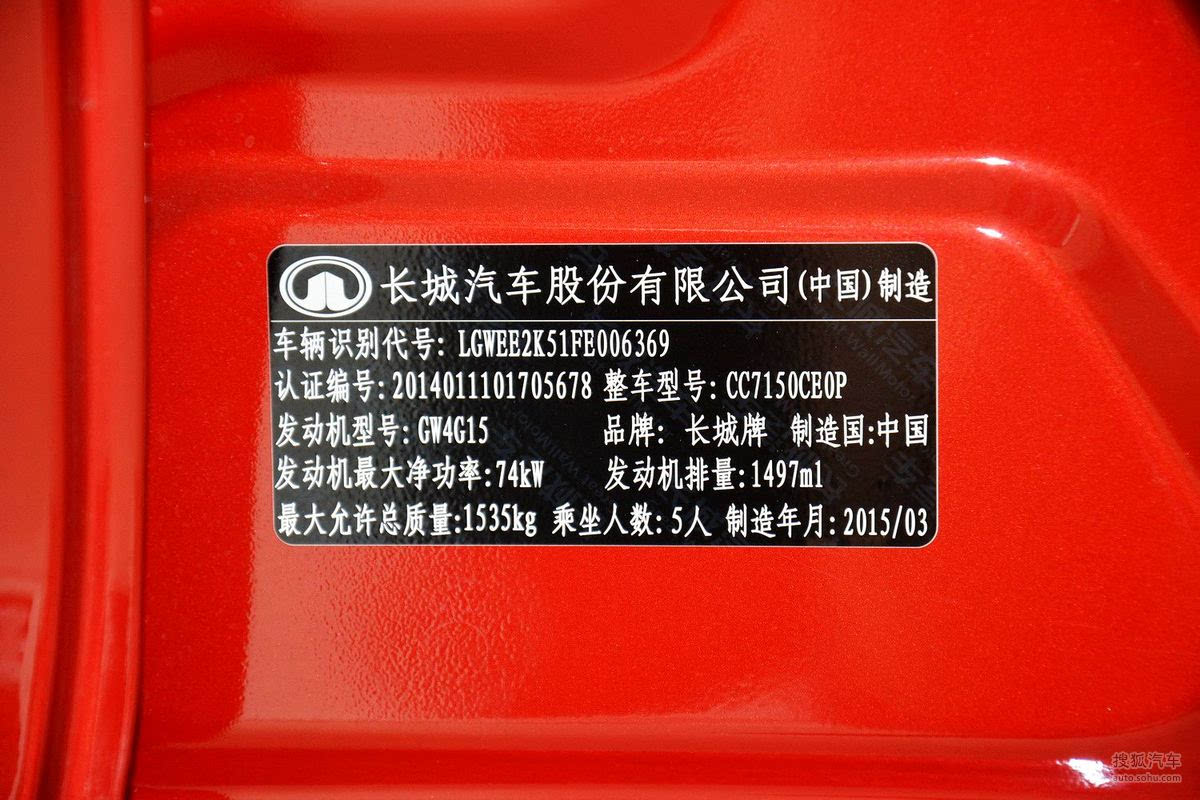 长城汽车股份有限公司(中国)制造
车辆识别代号: LGWEE2K51FE006369
认证编号:2014011101705678 整车型号:CC7150CE0P
发动机型号:GW4G15 品牌: 长城牌 制造国:中国
发动机最大净功率:74kW 发动机排量:1497ml
最大允许总质量:1535kg 乘坐人数:5人 制造年月:2015/03
搜狐汽车
auto.sohu.com